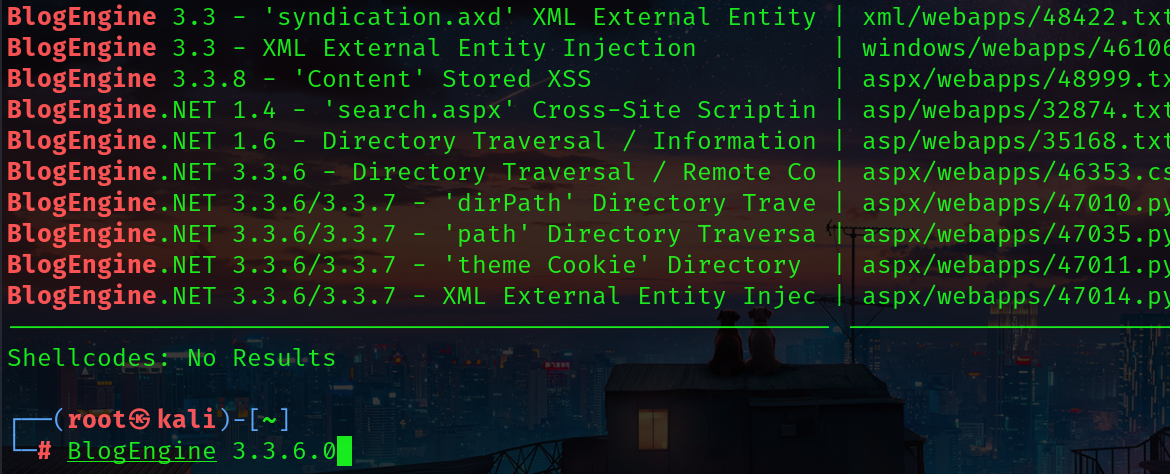 BlogEngine 3.3 - 'syndication.axd' XML External Entity | xml/webapps/48422.txt
BlogEngine 3.3 - XML External Entity Injection | windows/webapps/46106
BlogEngine 3.3.8 - 'Content' Stored XSS | aspx/webapps/48999.tx
BlogEngine.NET 1.4 - 'search.aspx' Cross-Site Scriptin | asp/webapps/32874.txt
BlogEngine.NET 1.6 - Directory Traversal / Information | asp/webapps/35168.txt
BlogEngine.NET 3.3.6 - Directory Traversal / Remote Co | aspx/webapps/46353.cs
BlogEngine.NET 3.3.6/3.3.7 - 'dirPath' Directory Trave | aspx/webapps/47010.py
BlogEngine.NET 3.3.6/3.3.7 - 'path' Directory Traversa | aspx/webapps/47035.py
BlogEngine.NET 3.3.6/3.3.7 - 'theme Cookie' Directory | aspx/webapps/47011.py
BlogEngine.NET 3.3.6/3.3.7 - XML External Entity Injec | aspx/webapps/47014.py
Shellcodes: No Results
┌──(root㉿kali)-[~]
└─# BlogEngine 3.3.6.0